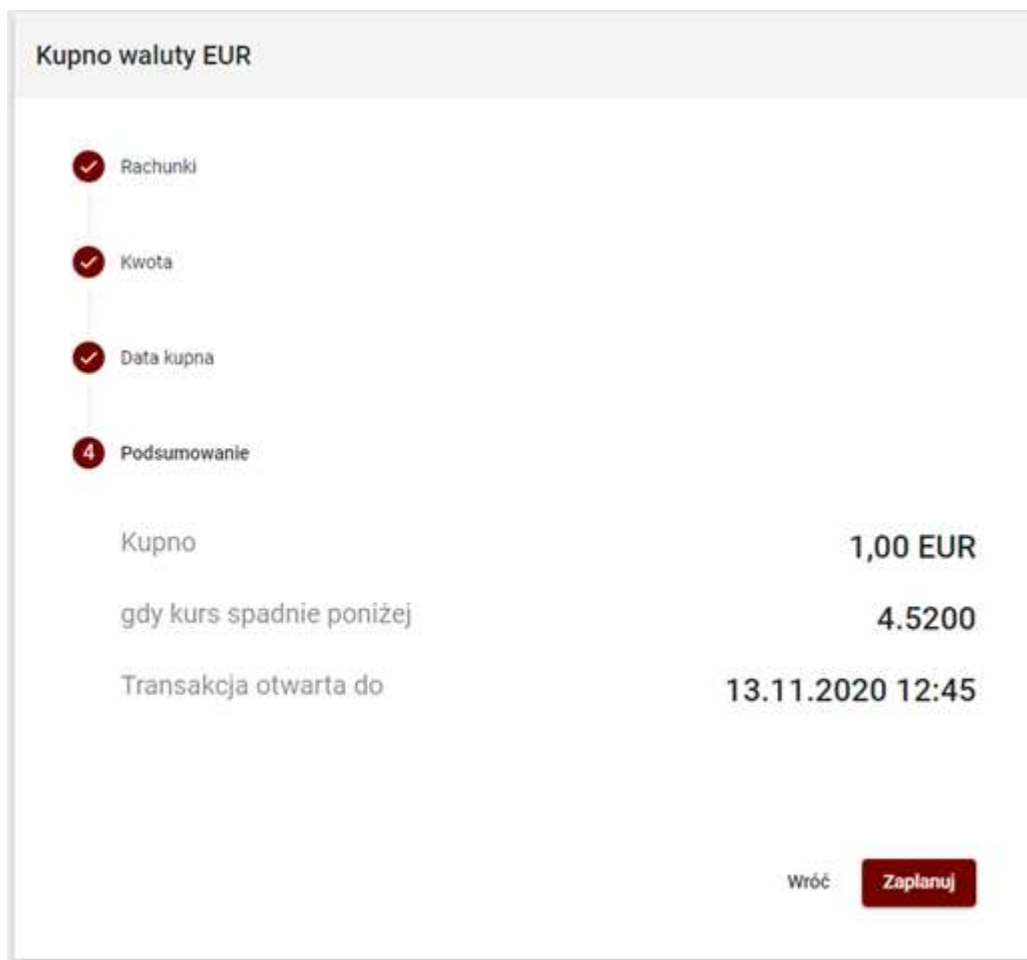 Kupno waluty EUR
Rachunki
Kwota
Data kupna
4 Podsumowanie
Kupno 1,00 EUR
gdy kurs spadnie poniżej 4.5200
Transakcja otwarta do 13.11.2020 12:45
Wróć Zaplanuj